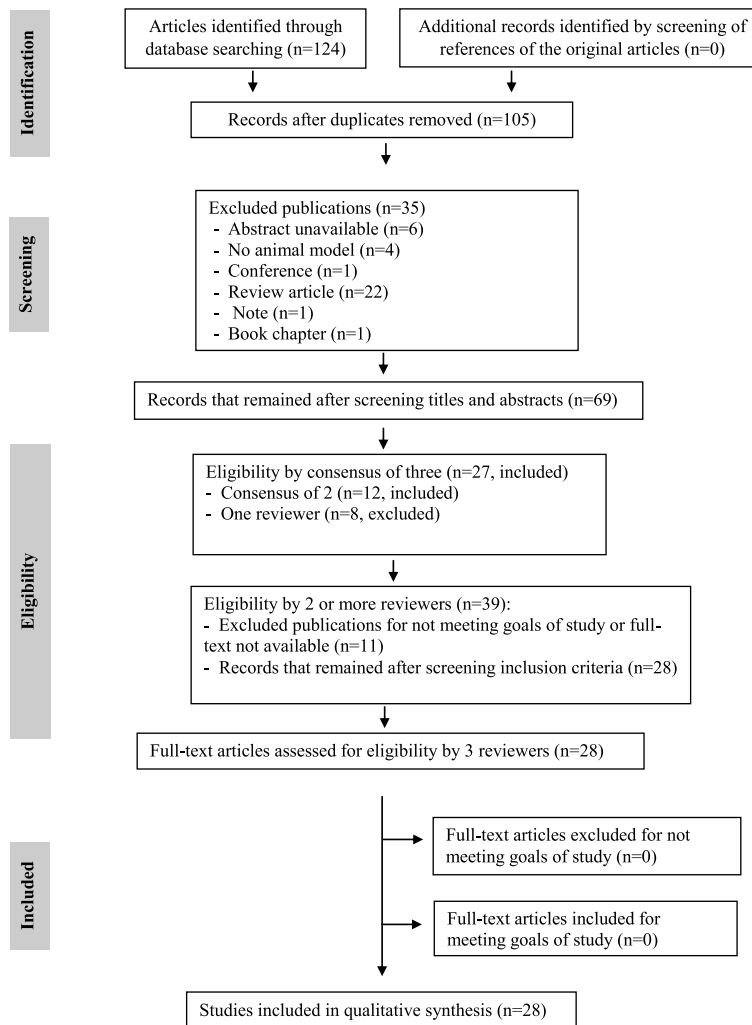 Identification
Articles identified through
database searching (n=124)
Additional records identified by screening of
references of the original articles (n=0)
Records after duplicates removed (n=105)
Screening
Excluded publications (n=35)
- Abstract unavailable (n=6)
- No animal model (n=4)
- Conference (n=1)
- Review article (n=22)
- Note (n=1)
- Book chapter (n=1)
Records that remained after screening titles and abstracts (n=69)
Eligibility
Eligibility by consensus of three (n=27, included)
- Consensus of 2 (n=12, included)
- One reviewer (n=8, excluded)
Eligibility by 2 or more reviewers (n=39):
- Excluded publications for not meeting goals of study or full-
text not available (n=11)
- Records that remained after screening inclusion criteria (n=28)
Full-text articles assessed for eligibility by 3 reviewers (n=28)
Included
Full-text articles excluded for not
meeting goals of study (n=0)
Full-text articles included for
meeting goals of study (n=0)
Studies included in qualitative synthesis (n=28)